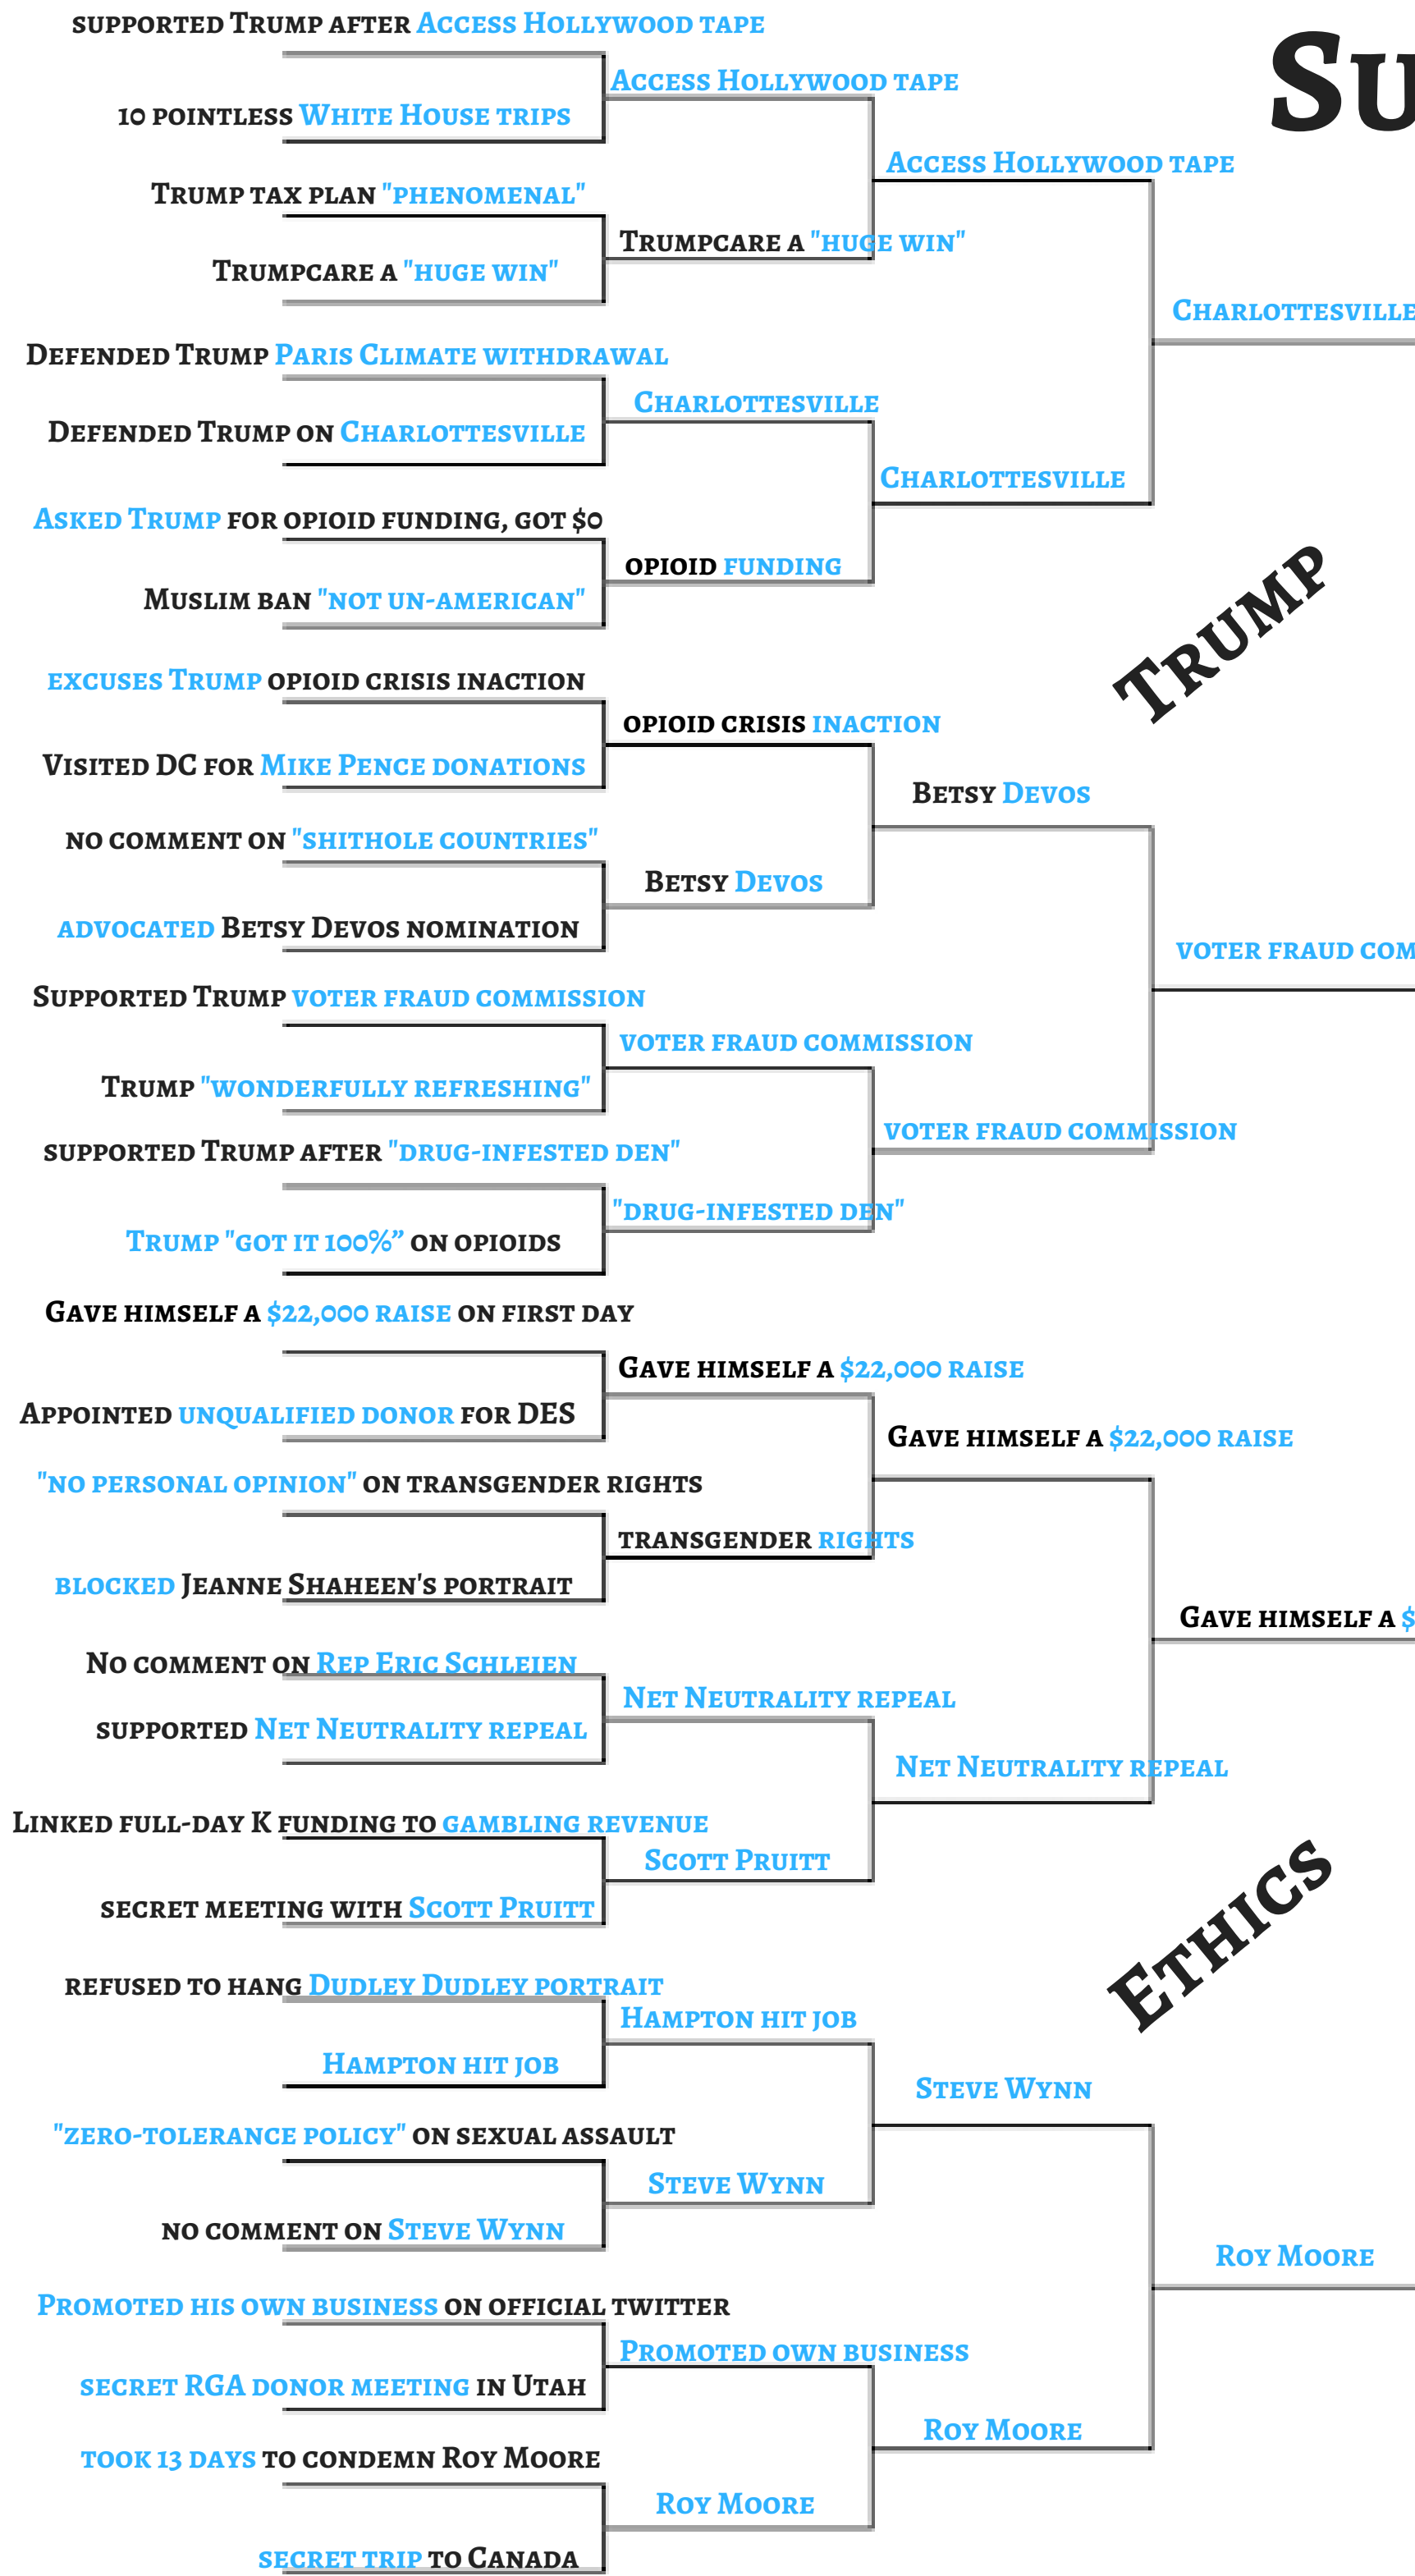 Supported Trump after Access Hollywood tape
Su
Access Hollywood tape
10 pointless White House trips
Access Hollywood tape
Trump tax plan "phenomenal"
Trumpcare a "huge win"
Trumpcare a "huge win"
Charlottesville
Defended Trump Paris Climate withdrawal
Charlottesville
Defended Trump on Charlottesville
Charlottesville
Asked Trump for opioid funding, got $0
opioid funding
Muslim ban "not un-American"
Trump
excuses Trump opioid crisis inaction
opioid crisis inaction
Visited DC for Mike Pence donations
Betsy Devos
no comment on "shithole countries"
Betsy Devos
advocated Betsy Devos nomination
voter fraud com
Supported Trump voter fraud commission
voter fraud commission
Trump "wonderfully refreshing"
voter fraud commission
supported Trump after "drug-infested den"
"drug-infested den"
Trump "got it 100%” on opioids
Gave himself a $22,000 raise on first day
Gave himself a $22,000 raise
Appointed unqualified donor for DES
Gave himself a $22,000 raise
"no personal opinion" on transgender rights
transgender rights
blocked Jeanne Shaheen's portrait
Gave himself a $
No comment on Rep Eric Schleien
Net Neutrality repeal
supported Net Neutrality repeal
Net Neutrality repeal
Linked full-day K funding to gambling revenue
Scott Pruitt
secret meeting with Scott Pruitt
Ethics
refused to hang Dudley Dudley portrait
Hampton hit job
Hampton hit job
Steve Wynn
"zero-tolerance policy" on sexual assault
Steve Wynn
no comment on Steve Wynn
Roy Moore
Promoted his own business on official twitter
Promoted own business
secret RGA donor meeting in Utah
Roy Moore
took 13 days to condemn Roy Moore
Roy Moore
secret trip to Canada